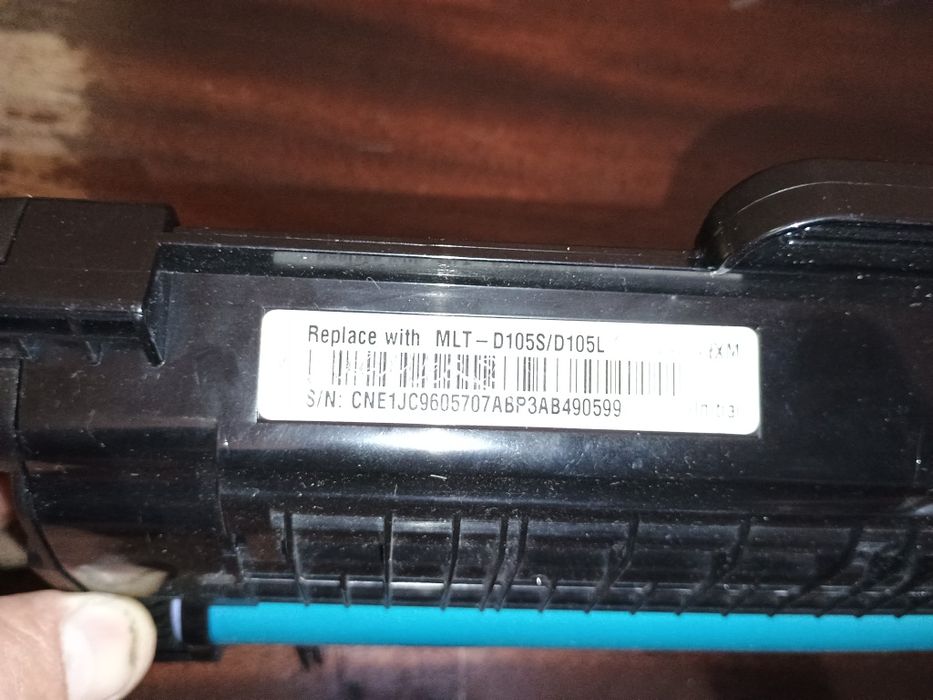 Replace with MLT-D105S/D105L
S/N: CNE1JC9605707ABP3AB490599